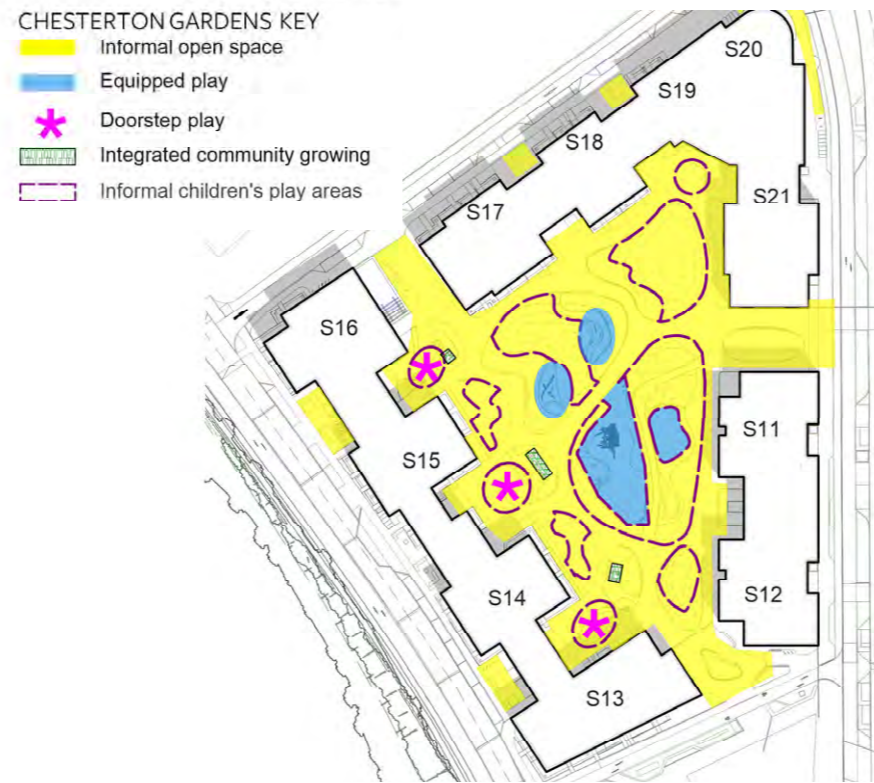 CHESTERTON GARDENS KEY
Informal open space
Equipped play
Doorstep play
Integrated community growing
Informal children's play areas
S20
S19
S18
S21
S17
S16
S11
S15
S14
S12
S13